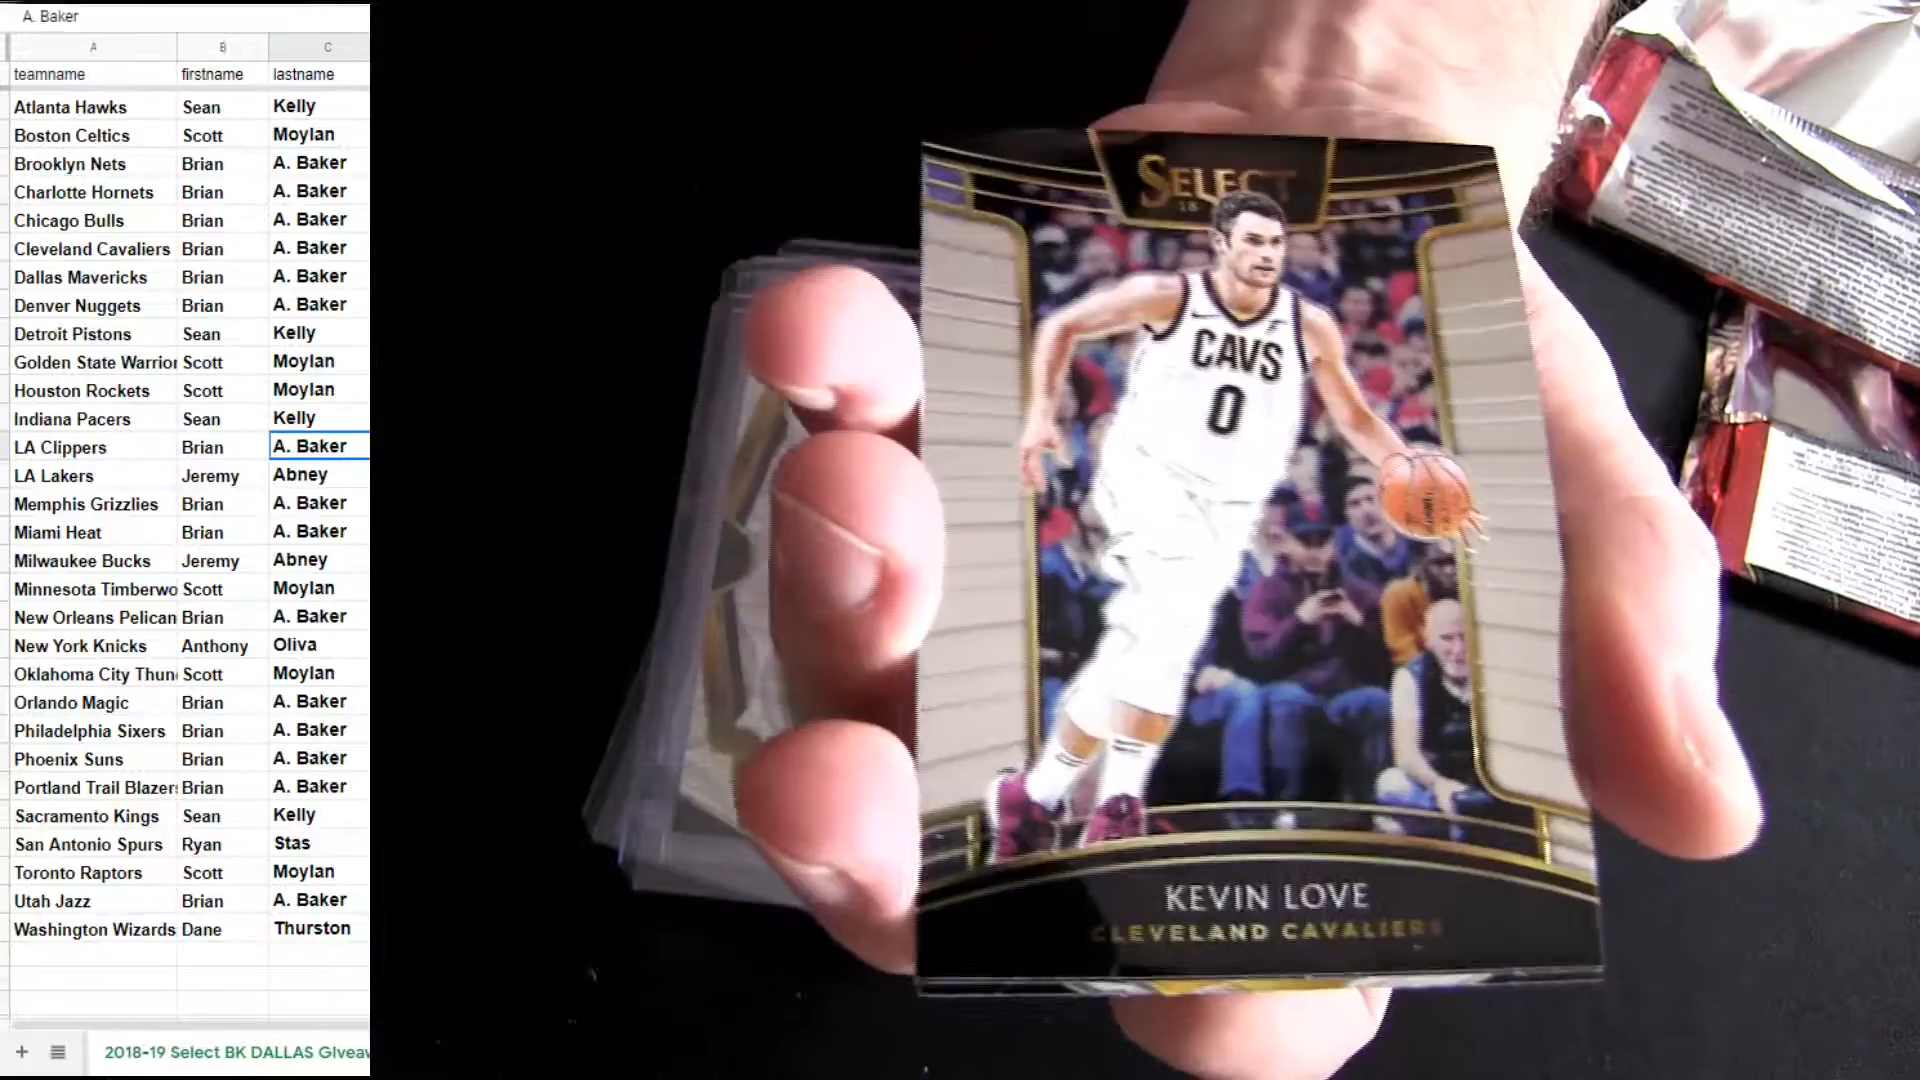 A. Baker
A B C
teamname firstname lastname
Atlanta Hawks Sean Kelly
Boston Celtics Scott Moylan
Brooklyn Nets Brian A. Baker
Charlotte Hornets Brian A. Baker
Chicago Bulls Brian A. Baker
Cleveland Cavaliers Brian A. Baker
Dallas Mavericks Brian A. Baker
Denver Nuggets Brian A. Baker
Detroit Pistons Sean Kelly
Golden State Warrior Scott Moylan
Houston Rockets Scott Moylan
Indiana Pacers Sean Kelly
LA Clippers Brian A. Baker
LA Lakers Jeremy Abney
Memphis Grizzlies Brian A. Baker
Miami Heat Brian A. Baker
Milwaukee Bucks Jeremy Abney
Minnesota Timberwo Scott Moylan
New Orleans Pelican Brian A. Baker
New York Knicks Anthony Oliva
Oklahoma City Thun Scott Moylan
Orlando Magic Brian A. Baker
Philadelphia Sixers Brian A. Baker
Phoenix Suns Brian A. Baker
Portland Trail Blazers Brian A. Baker
Sacramento Kings Sean Kelly
San Antonio Spurs Ryan Stas
Toronto Raptors Scott Moylan
Utah Jazz Brian A. Baker
Washington Wizards Dane Thurston
2018-19 Select BK DALLAS GIvea
SELECT
CAVS
0
KEVIN LOVE
CLEVELAND CAVALIERS